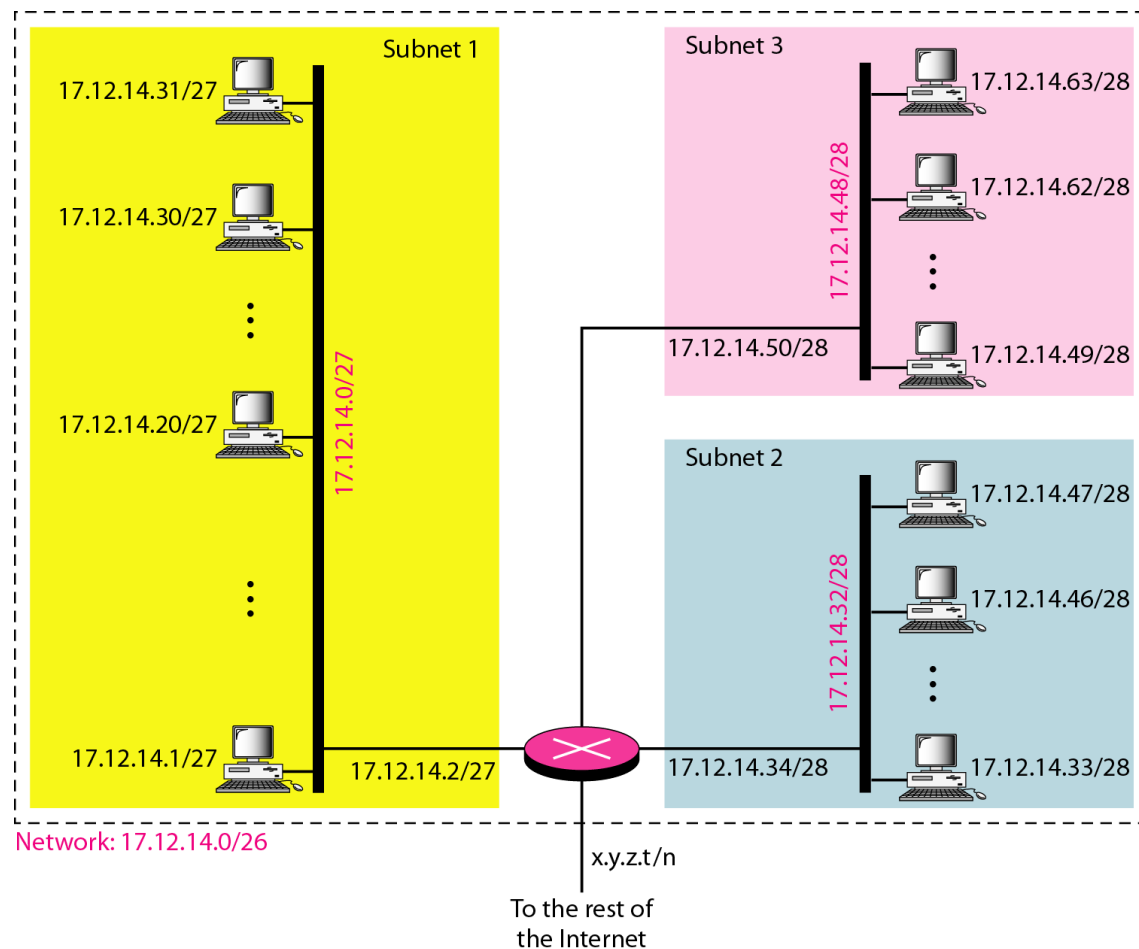 Subnet 1
17.12.14.31/27
17.12.14.30/27
17.12.14.20/27
17.12.14.1/27
17.12.14.0/27
17.12.14.2/27
Subnet 3
17.12.14.63/28
17.12.14.62/28
17.12.14.49/28
17.12.14.48/28
17.12.14.50/28
Subnet 2
17.12.14.47/28
17.12.14.46/28
17.12.14.33/28
17.12.14.32/28
17.12.14.34/28
Network: 17.12.14.0/26
x.y.z.t/n
To the rest of
the Internet